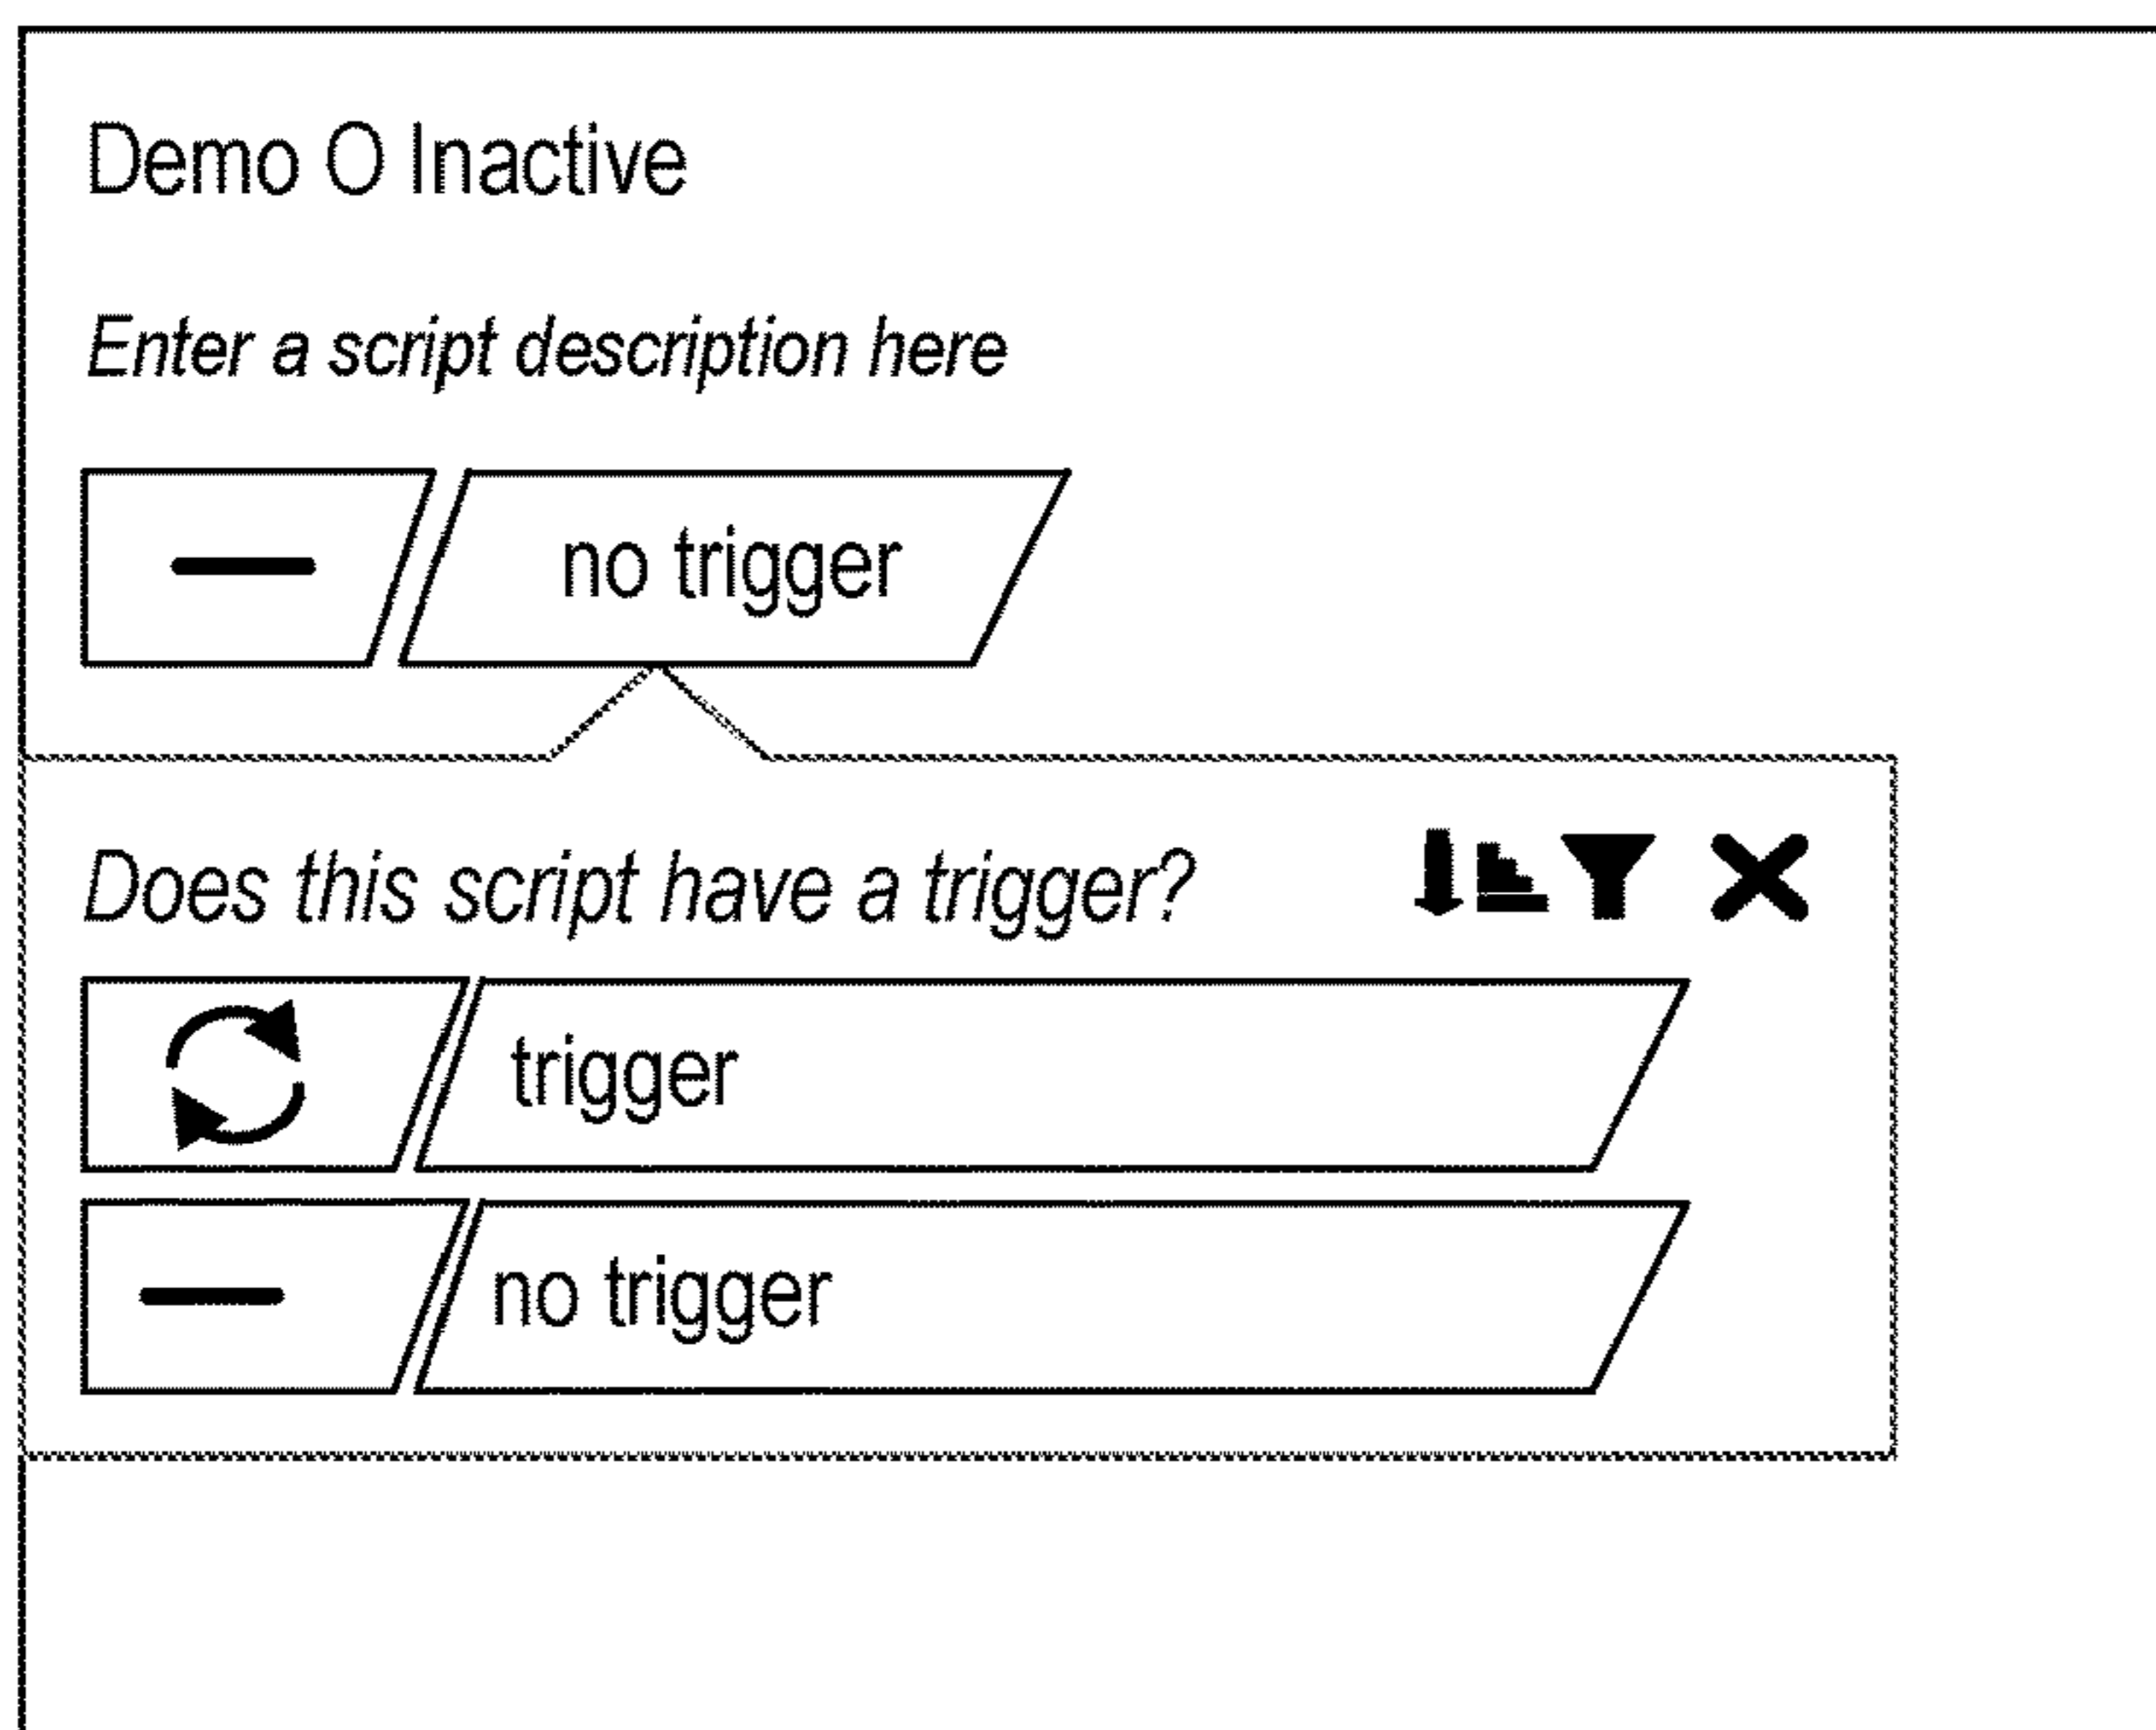 Demo O Inactive
Enter a script description here
no trigger
Does this script have a trigger?
trigger
no trigger